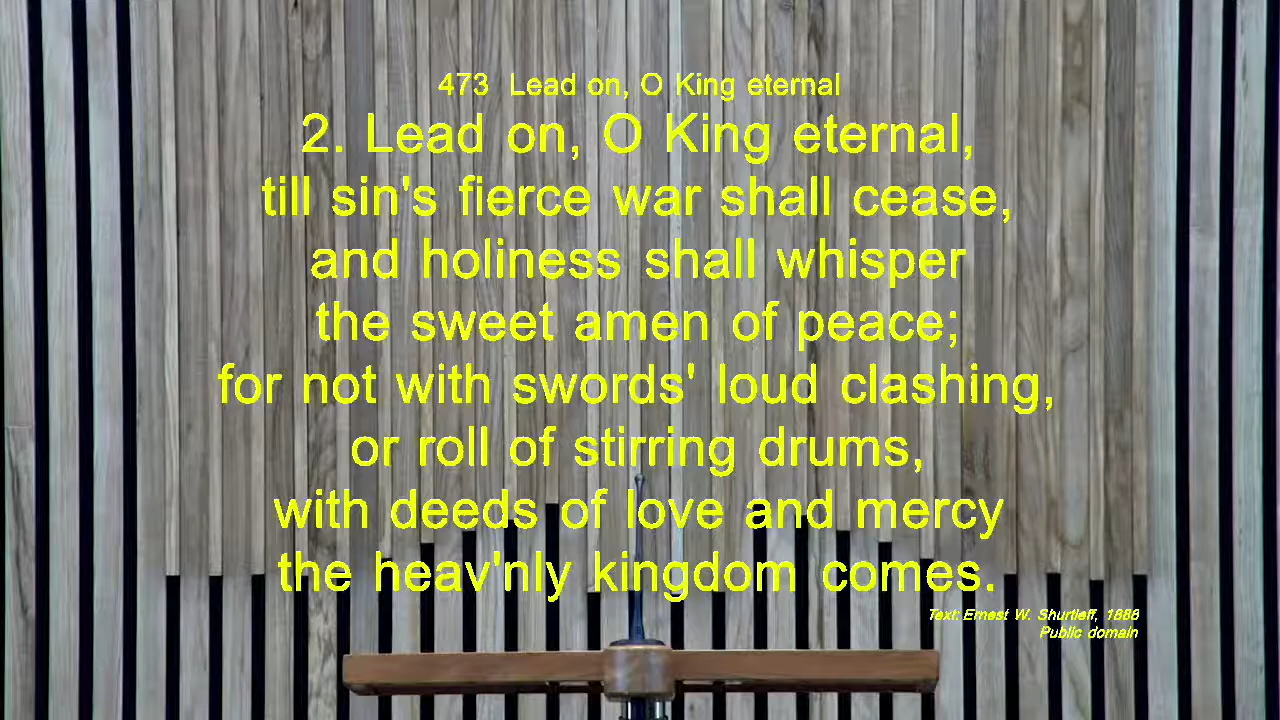 473 Lead on, O King eternal
2. Lead on, O King eternal,
till sin's fierce war shall cease,
and holiness shall whisper
the sweet amen of peace;
for not with swords' loud clashing,
or roll of stirring drums,
with deeds of love and mercy
the heav'nly kingdom comes.
Text: Ernest W. Shurtleff, 1888
Public domain